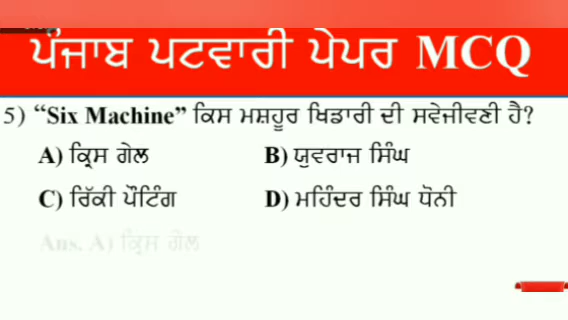 ਪੰਜਾਬ ਪਟਵਾਰੀ ਪੇਪਰ MCQ
5) “Six Machine” ਕਿਸ ਮਸ਼ਹੂਰ ਖਿਡਾਰੀ ਦੀ ਸਵੇਜੀਵਣੀ ਹੈ?
A) ਕ੍ਰਿਸ ਗੇਲ B) ਯੁਵਰਾਜ ਸਿੰਘ
C) ਰਿੱਕੀ ਪੌਟਿੰਗ D) ਮਹਿੰਦਰ ਸਿੰਘ ਧੋਨੀ
Ans. A) ਕ੍ਰਿਸ ਗੇਲ